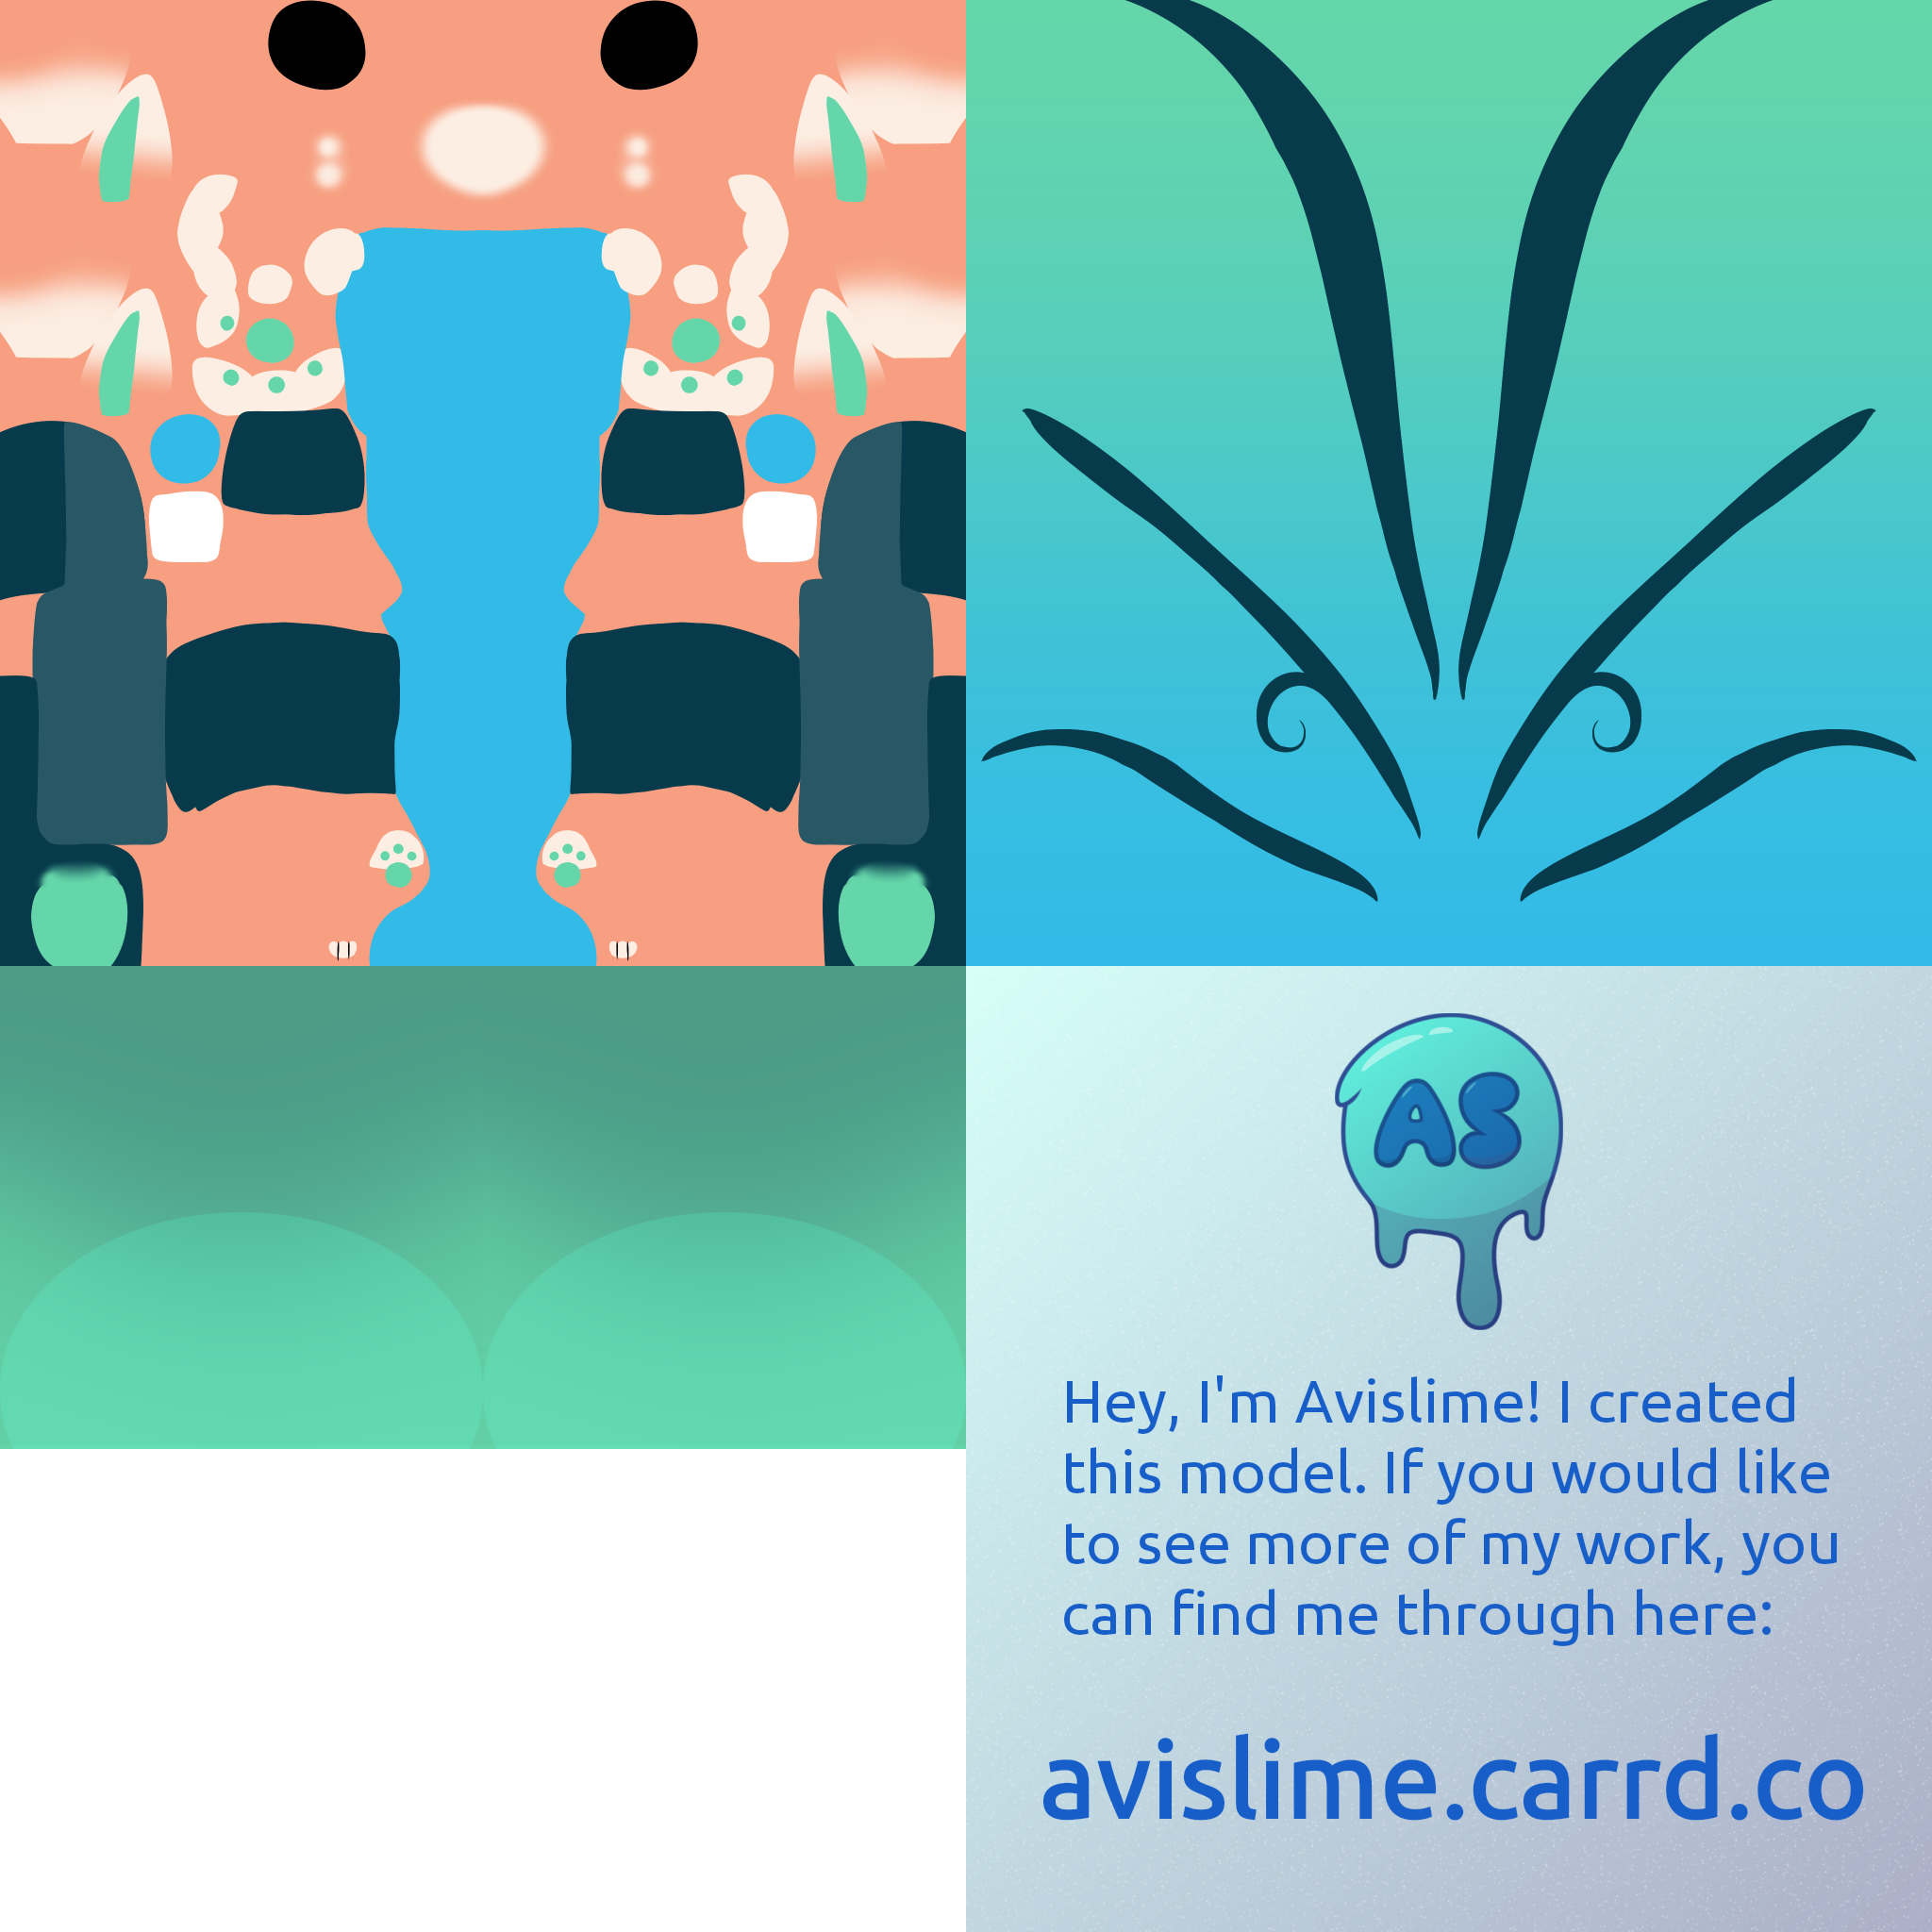 AS
Hey, I'm Avislime! I created
this model. If you would like
to see more of my work, you
can find me through here:
avislime.carrd.co